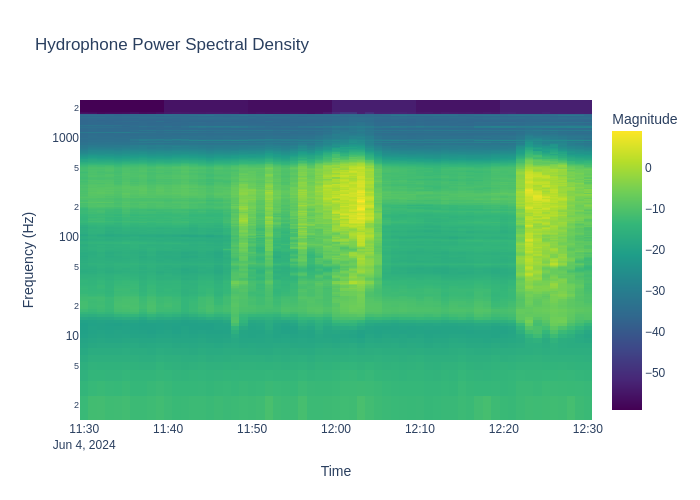 Hydrophone Power Spectral Density
Magnitude
0
−10
−20
−30
−40
−50
Frequency (Hz)
2
1000
5
2
100
5
2
10
5
2
11:30 11:40 11:50 12:00 12:10 12:20 12:30
Jun 4, 2024
Time